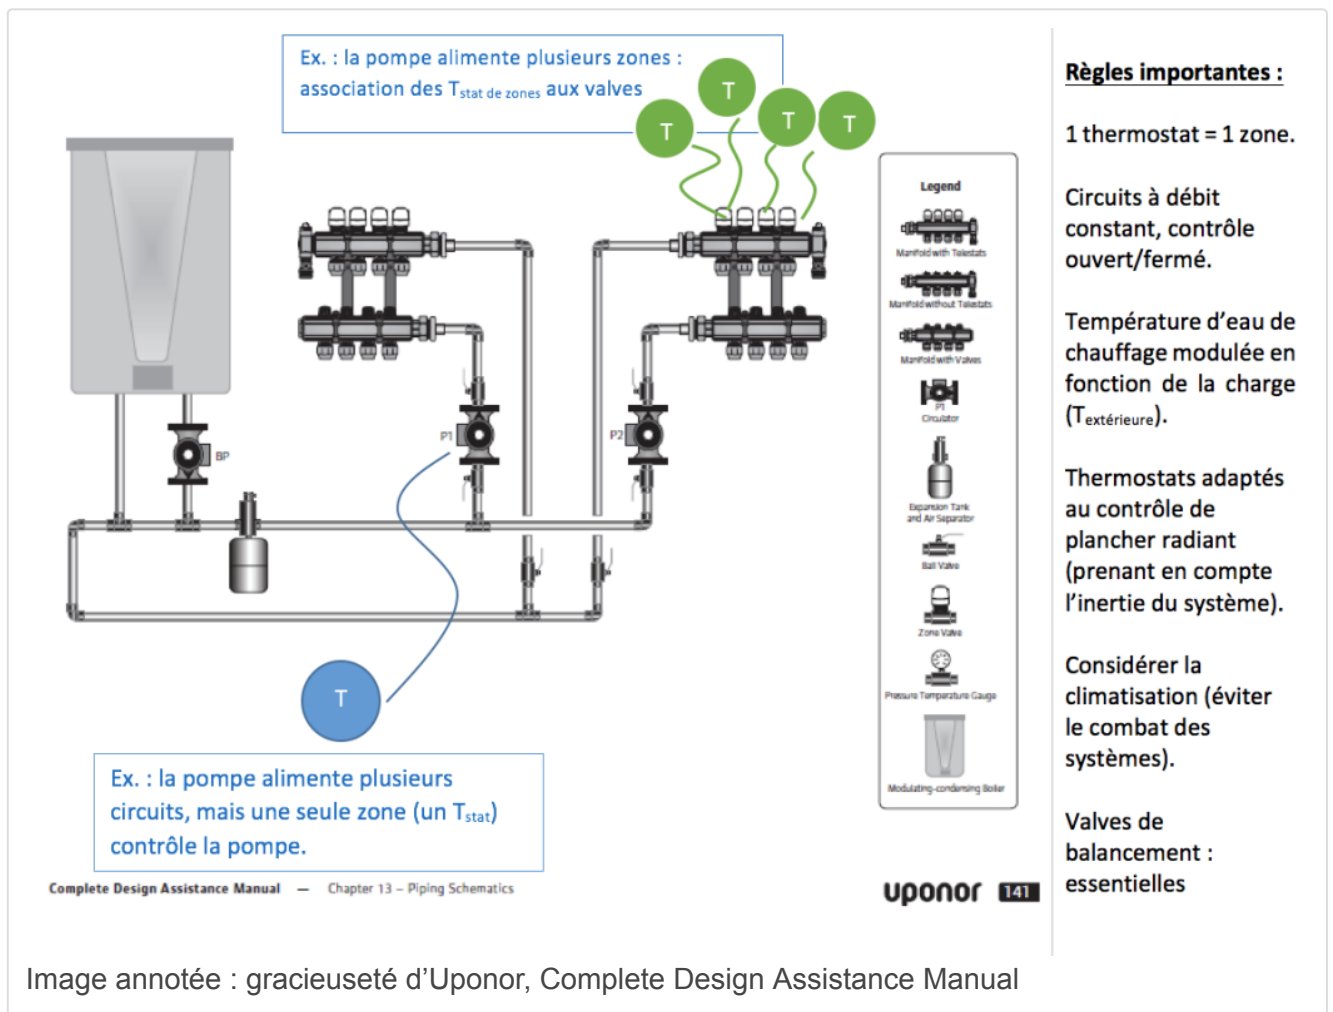 Ex. : la pompe alimente plusieurs zones :
association des Tstat de zones aux valves
T
T
T
T
Règles importantes :
1 thermostat = 1 zone.
Circuits à débit
constant, contrôle
ouvert/fermé.
Température d’eau de
chauffage modulée en
fonction de la charge
(Textérieure).
Thermostats adaptés
au contrôle de
plancher radiant
(prenant en compte
l’inertie du système).
Considérer la
climatisation (éviter
le combat des
systèmes).
Valves de
balancement :
essentielles
Legend
Manifold with Telestats
Manifold without Telestats
Manifold with Valves
P1
Circulator
Expansion Tank
and Air Separator
Ball Valve
Zone Valve
Pressure Temperature Gauge
Modulating-condensing Boiler
BP
P1
P2
T
Ex. : la pompe alimente plusieurs
circuits, mais une seule zone (un Tstat)
contrôle la pompe.
Complete Design Assistance Manual — Chapter 13 – Piping Schematics
uponor 141
Image annotée : gracieuseté d’Uponor, Complete Design Assistance Manual